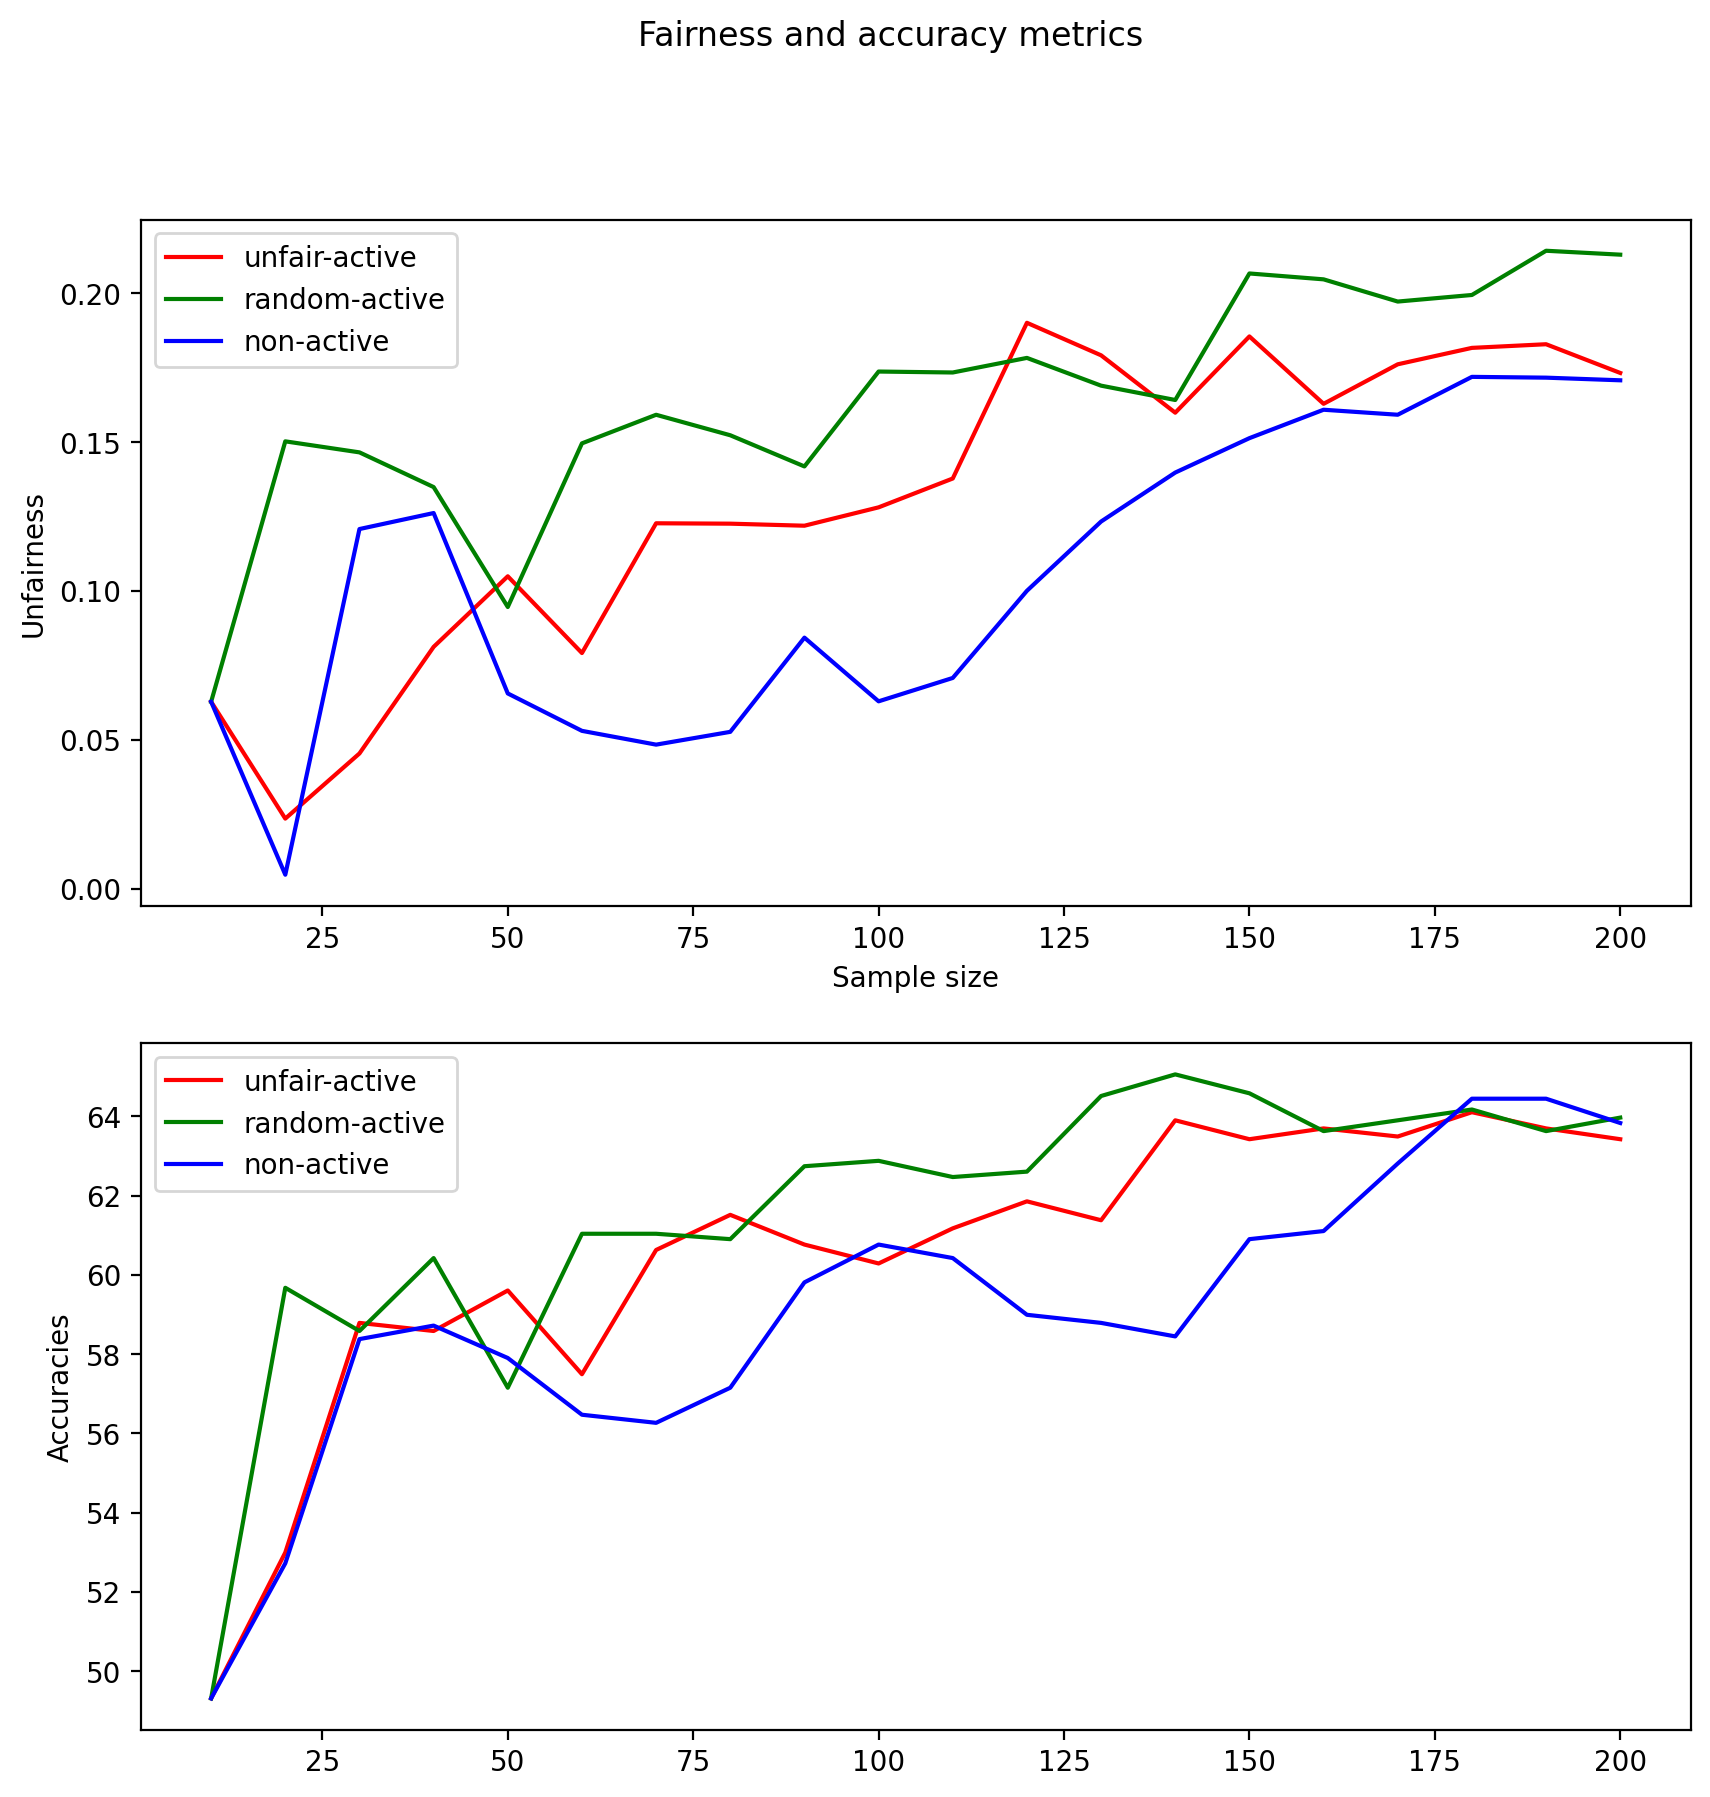 Fairness and accuracy metrics
unfair-active
random-active
non-active
0.20
0.15
0.10
0.05
0.00
Unfairness
25 50 75 100 125 150 175 200
Sample size
unfair-active
random-active
non-active
64
62
60
58
56
54
52
50
Accuracies
25 50 75 100 125 150 175 200